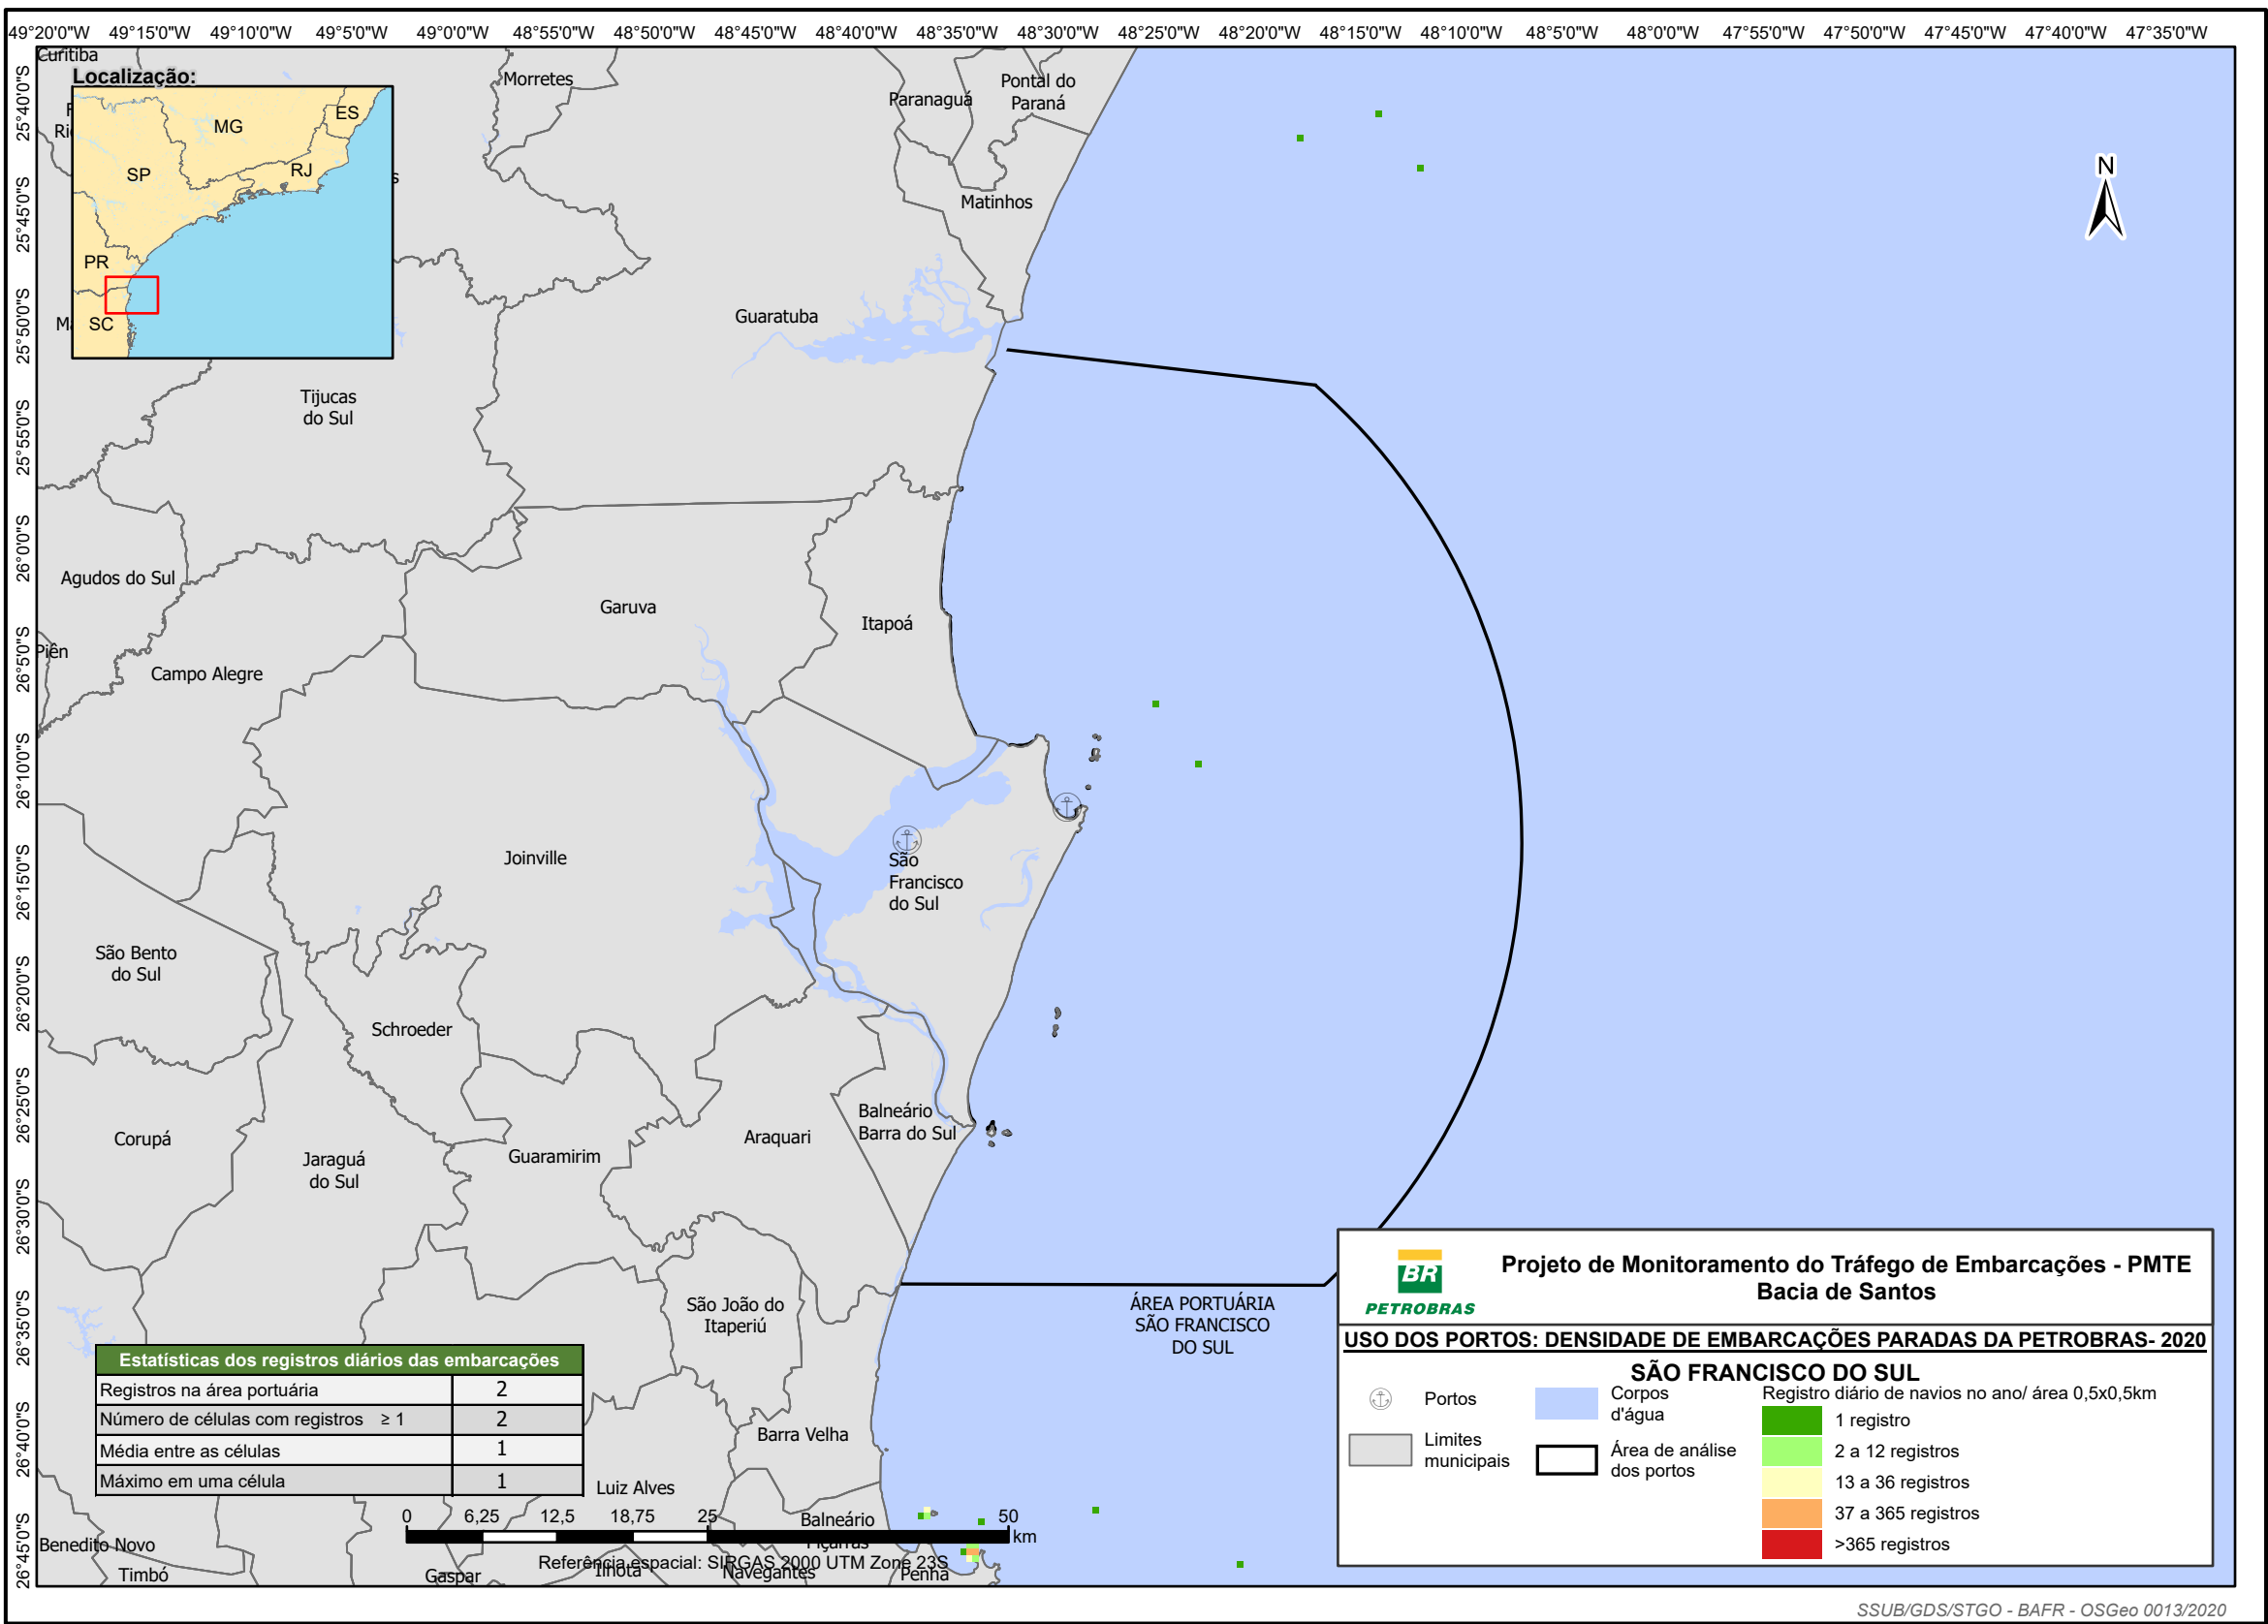 49°20'0"W 49°15'0"W 49°10'0"W 49°5'0"W 49°0'0"W 48°55'0"W 48°50'0"W 48°45'0"W 48°40'0"W 48°35'0"W 48°30'0"W 48°25'0"W 48°20'0"W 48°15'0"W 48°10'0"W 48°5'0"W 48°0'0"W 47°55'0"W 47°50'0"W 47°45'0"W 47°40'0"W 47°35'0"W
25°40'0"S
25°45'0"S
25°50'0"S
25°55'0"S
26°0'0"S
26°5'0"S
26°10'0"S
26°15'0"S
26°20'0"S
26°25'0"S
26°30'0"S
26°35'0"S
26°40'0"S
26°45'0"S
Curitiba
Localização:
MG
ES
SP
RJ
PR
SC
Morretes
Paranaguá
Pontal do
Paraná
Matinhos
N
Guaratuba
Tijucas
do Sul
Agudos do Sul
Garuva
Itapoá
Piên
Campo Alegre
Joinville
São
Francisco
do Sul
São Bento
do Sul
Schroeder
Corupá
Jaraguá
do Sul
Guaramirim
Araquari
Balneário
Barra do Sul
São João do
Itaperiú
Barra Velha
Luiz Alves
Balneário
Piçarras
Benedito Novo
Timbó
Gaspar
Ilhota
Navegantes
Penha
ÁREA PORTUÁRIA
SÃO FRANCISCO
DO SUL
Estatísticas dos registros diários das embarcações
Registros na área portuária 2
Número de células com registros ≥ 1 2
Média entre as células 1
Máximo em uma célula 1
0 6,25 12,5 18,75 25 50
km
Referência espacial: SIRGAS 2000 UTM Zone 23S
BR
PETROBRAS
Projeto de Monitoramento do Tráfego de Embarcações - PMTE
Bacia de Santos
USO DOS PORTOS: DENSIDADE DE EMBARCAÇÕES PARADAS DA PETROBRAS- 2020
SÃO FRANCISCO DO SUL
Portos
Limites
municipais
Corpos
d'água
Área de análise
dos portos
Registro diário de navios no ano/ área 0,5x0,5km
1 registro
2 a 12 registros
13 a 36 registros
37 a 365 registros
>365 registros
SSUB/GDS/STGO - BAFR - OSGeo 0013/2020